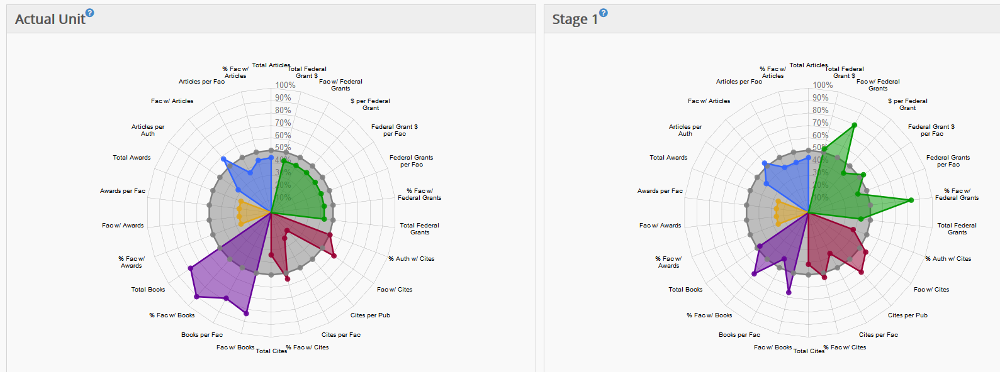 Actual Unit ?
Total Articles
Total Federal
Grant $
Fac w/ Federal
Grants
$ per Federal
Grant
Federal Grant $
per Fac
Federal Grants
per Fac
% Fac w/
Federal Grants
Total Federal
Grants
% Auth w/ Cites
Fac w/ Cites
Cites per Pub
Cites per Fac
% Fac w/ Cites
Total Cites
Fac w/ Books
Books per Fac
% Fac w/ Books
Total Books
% Fac w/
Awards
Fac w/ Awards
Awards per Fac
Total Awards
Articles per
Auth
Fac w/ Articles
Articles per Fac
% Fac w/
Articles
100%
90%
80%
70%
60%
50%
40%
30%
20%
10%
Stage 1 ?
Total Articles
Total Federal
Grant $
Fac w/ Federal
Grants
$ per Federal
Grant
Federal Grant $
per Fac
Federal Grants
per Fac
% Fac w/
Federal Grants
Total Federal
Grants
% Auth w/ Cites
Fac w/ Cites
Cites per Pub
Cites per Fac
% Fac w/ Cites
Total Cites
Fac w/ Books
Books per Fac
% Fac w/ Books
Total Books
% Fac w/
Awards
Fac w/ Awards
Awards per Fac
Total Awards
Articles per
Auth
Fac w/ Articles
Articles per Fac
% Fac w/
Articles
100%
90%
80%
70%
60%
50%
40%
30%
20%
10%